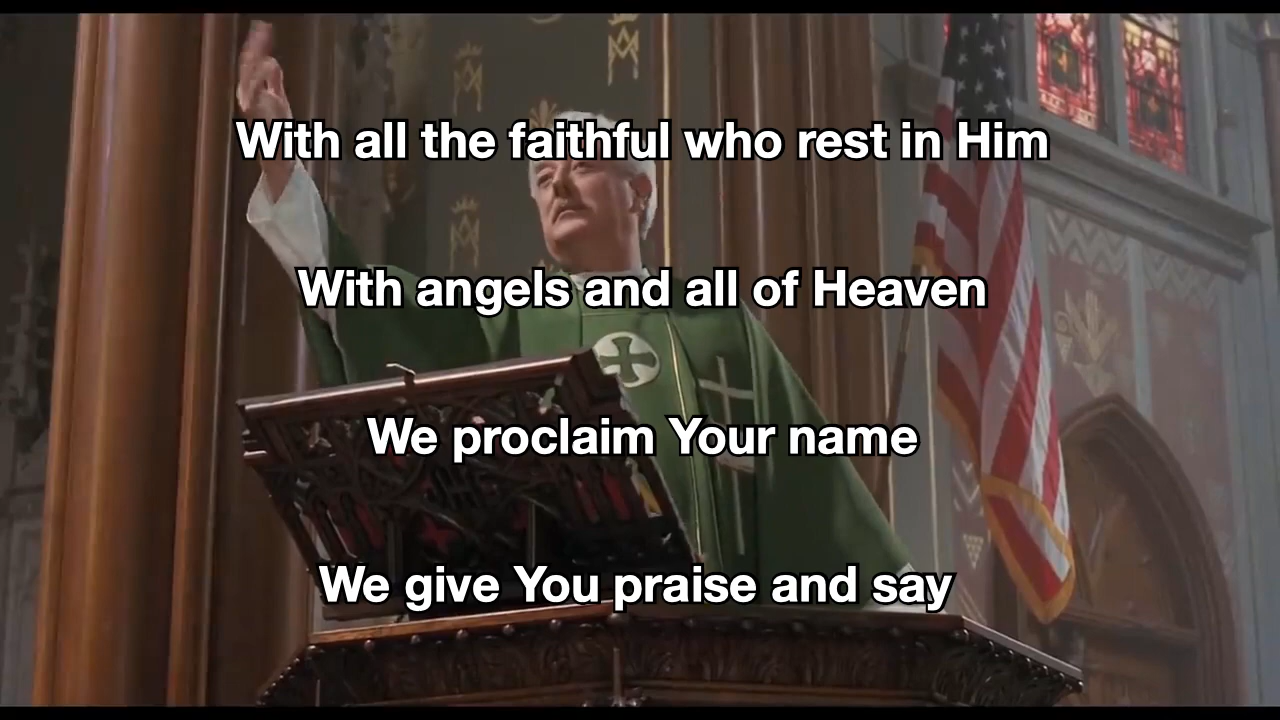 With all the faithful who rest in Him
With angels and all of Heaven
We proclaim Your name
We give You praise and say